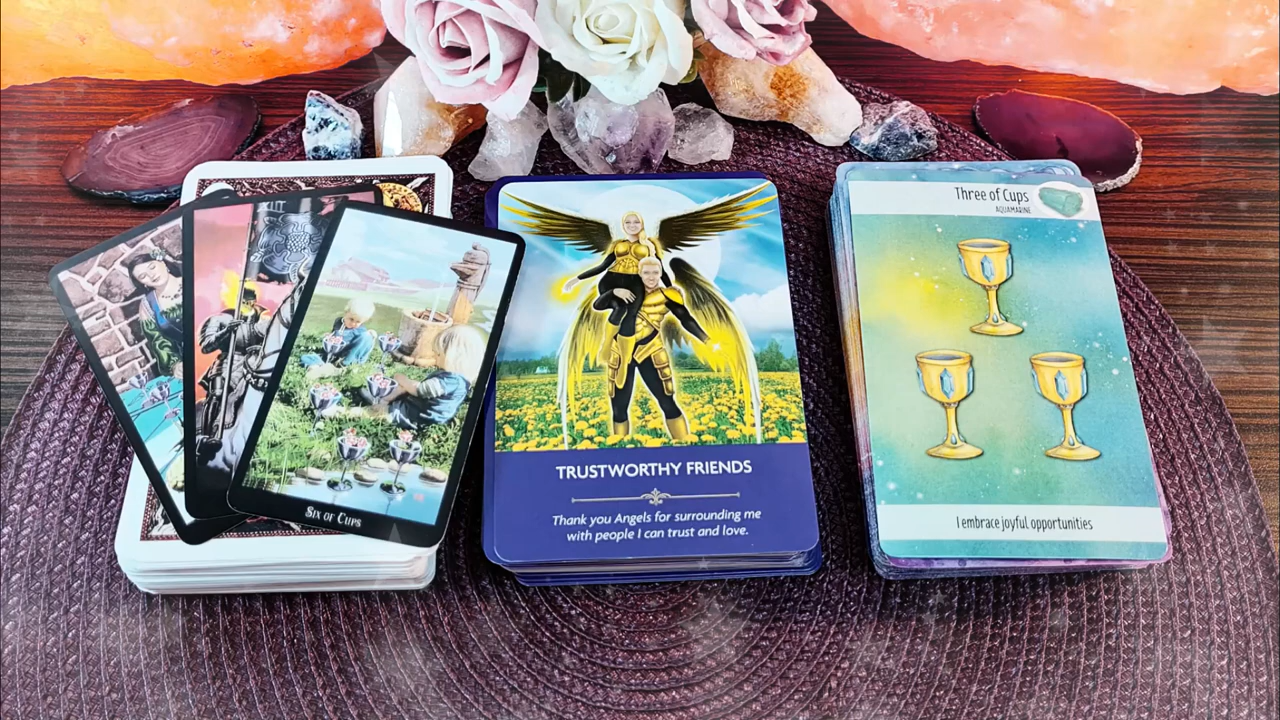 Six of Cups
TRUSTWORTHY FRIENDS
Thank you Angels for surrounding me
with people I can trust and love.
Three of Cups
AQUAMARINE
I embrace joyful opportunities